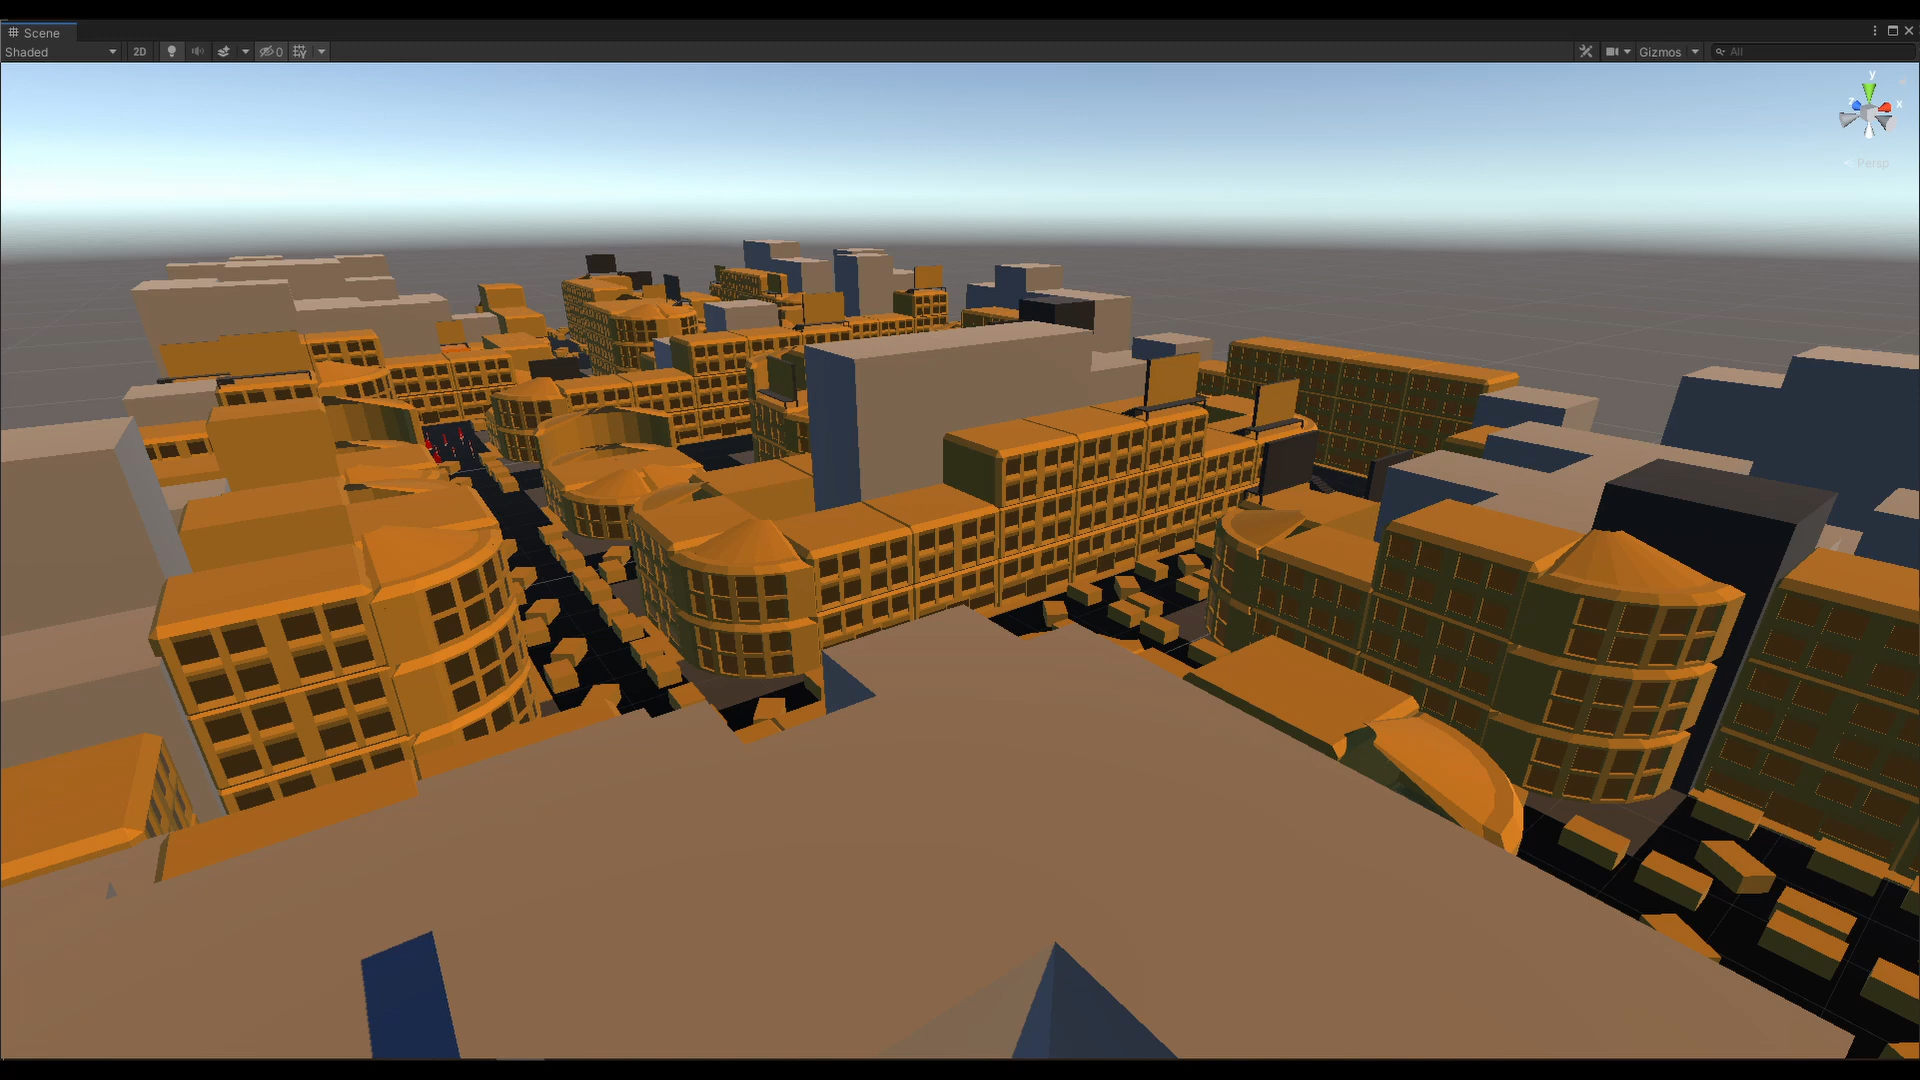 Scene
Shaded 2D 0 Gizmos All
y
z x
< Persp